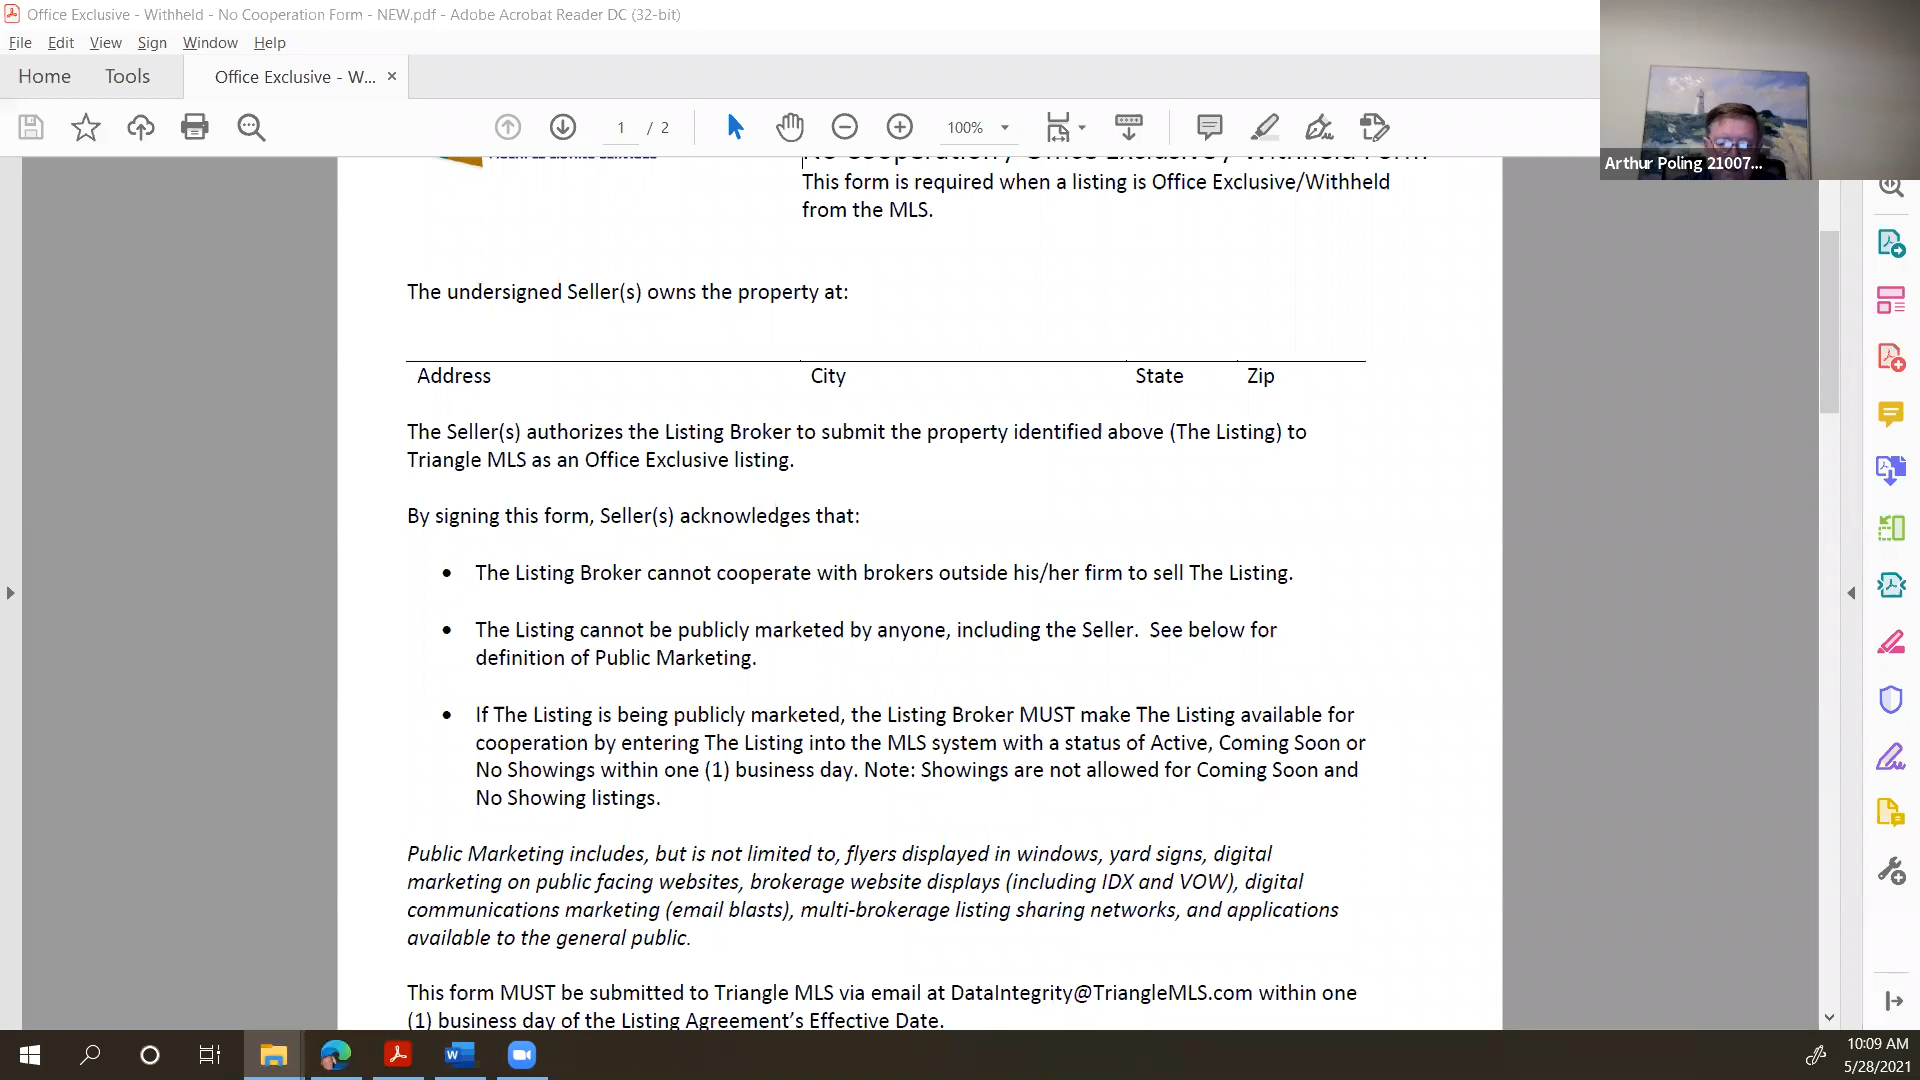 Office Exclusive - Withheld - No Cooperation Form - NEW.pdf - Adobe Acrobat Reader DC (32-bit)
File Edit View Sign Window Help
Home Tools Office Exclusive - W... ×
1 / 2 100%
Arthur Poling 21007...
No Cooperation / Office Exclusive / Withheld Form
This form is required when a listing is Office Exclusive/Withheld
from the MLS.
The undersigned Seller(s) owns the property at:
Address City State Zip
The Seller(s) authorizes the Listing Broker to submit the property identified above (The Listing) to
Triangle MLS as an Office Exclusive listing.
By signing this form, Seller(s) acknowledges that:
• The Listing Broker cannot cooperate with brokers outside his/her firm to sell The Listing.
• The Listing cannot be publicly marketed by anyone, including the Seller. See below for
definition of Public Marketing.
• If The Listing is being publicly marketed, the Listing Broker MUST make The Listing available for
cooperation by entering The Listing into the MLS system with a status of Active, Coming Soon or
No Showings within one (1) business day. Note: Showings are not allowed for Coming Soon and
No Showing listings.
Public Marketing includes, but is not limited to, flyers displayed in windows, yard signs, digital
marketing on public facing websites, brokerage website displays (including IDX and VOW), digital
communications marketing (email blasts), multi-brokerage listing sharing networks, and applications
available to the general public.
This form MUST be submitted to Triangle MLS via email at DataIntegrity@TriangleMLS.com within one
(1) business day of the Listing Agreement's Effective Date.
10:09 AM
5/28/2021